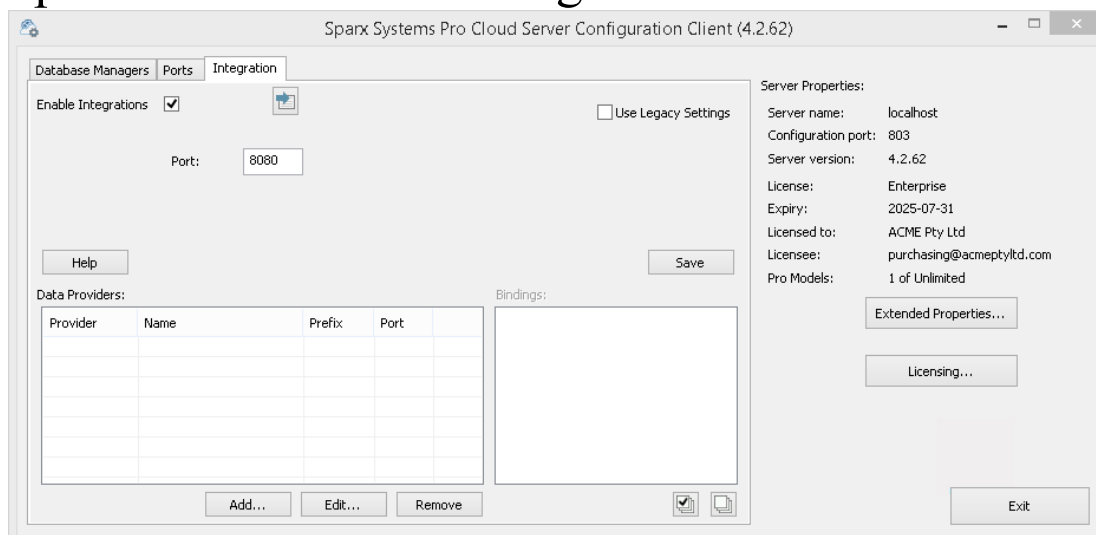 Sparx Systems Pro Cloud Server Configuration Client (4.2.62)
Database Managers Ports Integration
Enable Integrations
Use Legacy Settings
Port: 8080
Help Save
Data Providers: Bindings:
Provider Name Prefix Port
Add... Edit... Remove
Server Properties:
Server name: localhost
Configuration port: 803
Server version: 4.2.62
License: Enterprise
Expiry: 2025-07-31
Licensed to: ACME Pty Ltd
Licensee: purchasing@acmeptyltd.com
Pro Models: 1 of Unlimited
Extended Properties...
Licensing...
Exit